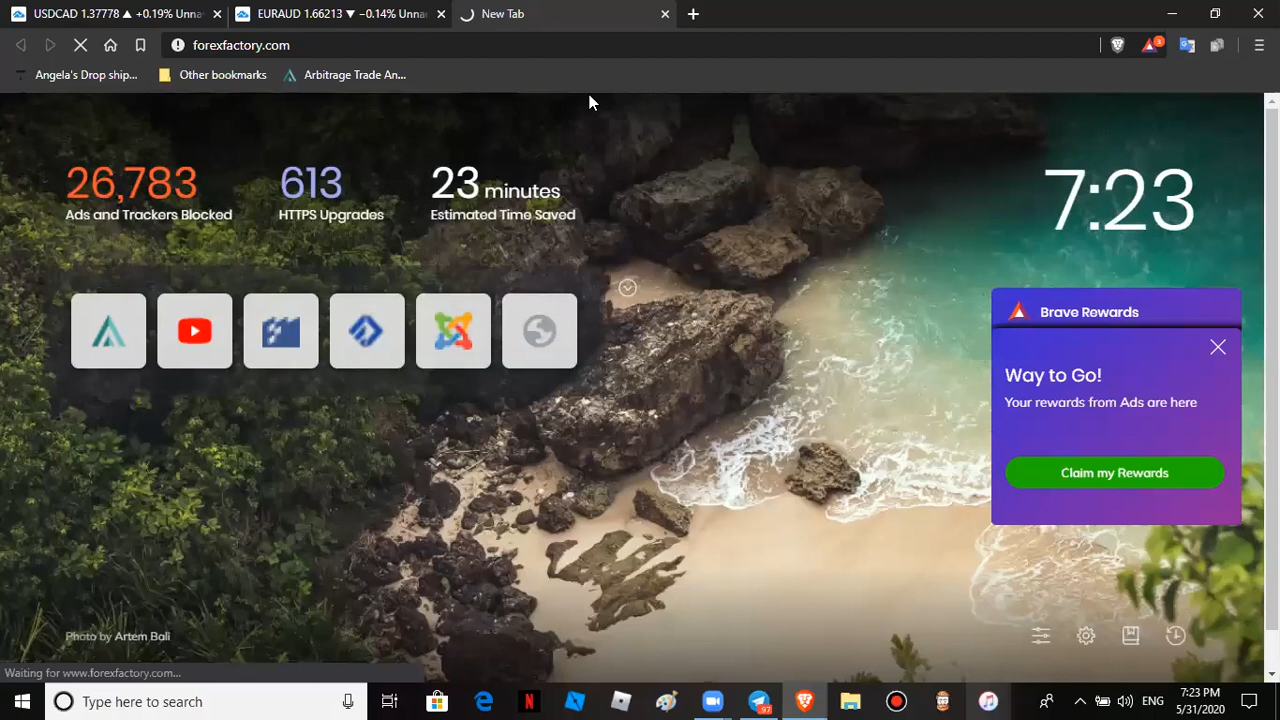 USDCAD 1.37778 ▲ +0.19% Unna
EURAUD 1.66213 ▼ −0.14% Unna
New Tab
forexfactory.com
3
Angela's Drop ship...
Other bookmarks
Arbitrage Trade An...
26,783
Ads and Trackers Blocked
613
HTTPS Upgrades
23 minutes
Estimated Time Saved
7:23
Brave Rewards
Way to Go!
Your rewards from Ads are here
Claim my Rewards
Photo by Artem Bali
Waiting for www.forexfactory.com...
Type here to search
N
97
ENG
7:23 PM
5/31/2020